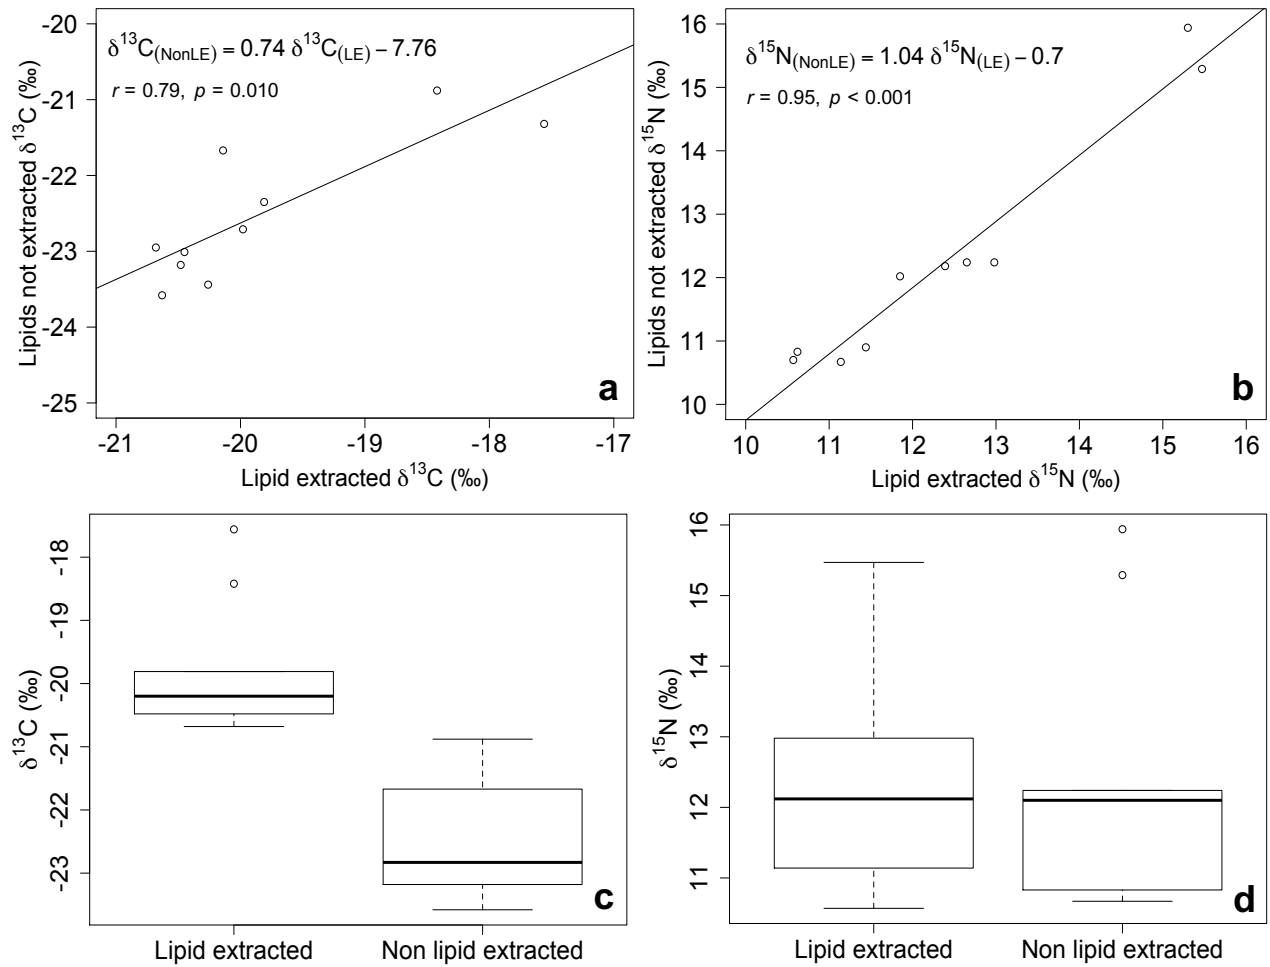 δ¹³C(NonLE) = 0.74 δ¹³C(LE) − 7.76
r = 0.79, p = 0.010
Lipids not extracted δ¹³C (‰)
-20
-21
-22
-23
-24
-25
-21 -20 -19 -18 -17
Lipid extracted δ¹³C (‰)
a
δ¹⁵N(NonLE) = 1.04 δ¹⁵N(LE) − 0.7
r = 0.95, p < 0.001
Lipids not extracted δ¹⁵N (‰)
16
15
14
13
12
11
10
10 11 12 13 14 15 16
Lipid extracted δ¹⁵N (‰)
b
δ¹³C (‰)
-18
-19
-20
-21
-22
-23
Lipid extracted Non lipid extracted
c
δ¹⁵N (‰)
16
15
14
13
12
11
Lipid extracted Non lipid extracted
d